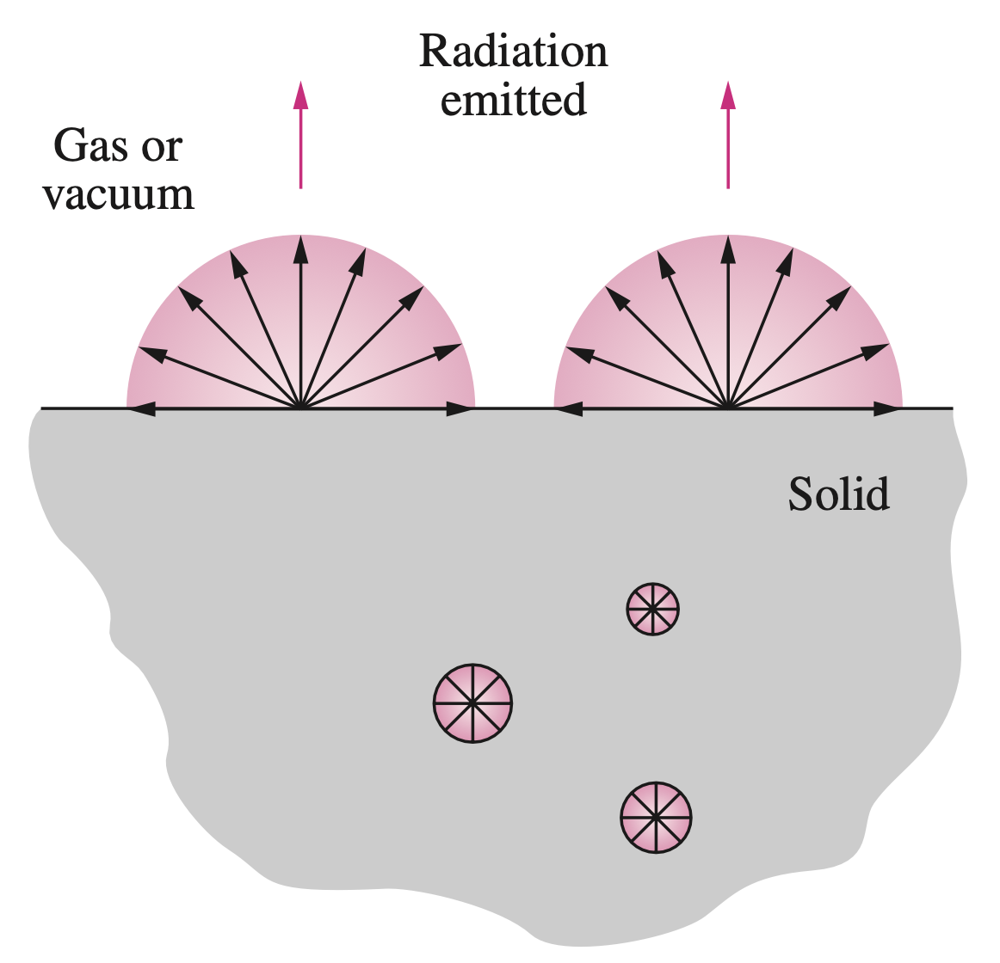 Radiation
emitted
Gas or
vacuum
Solid